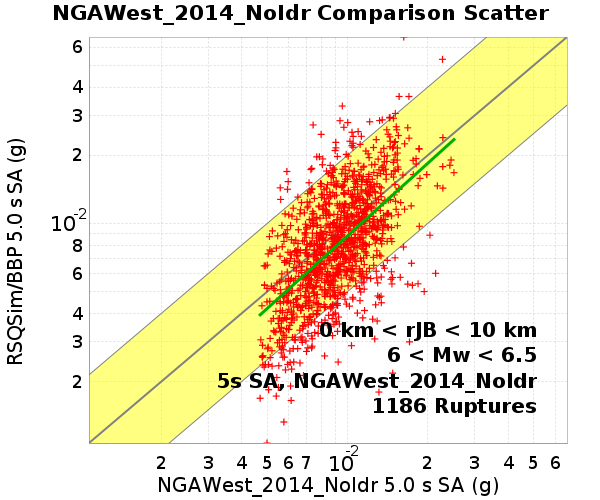 NGAWest_2014_NoIdr Comparison Scatter
6
4
3
2
10-2
8
6
4
3
2
RSQSim/BBP 5.0 s SA (g)
0 km < rJB < 10 km
6 < Mw < 6.5
5s SA, NGAWest_2014_NoIdr
1186 Ruptures
2 3 4 5 6 7 10-2 2 3 4 5 6
NGAWest_2014_NoIdr 5.0 s SA (g)